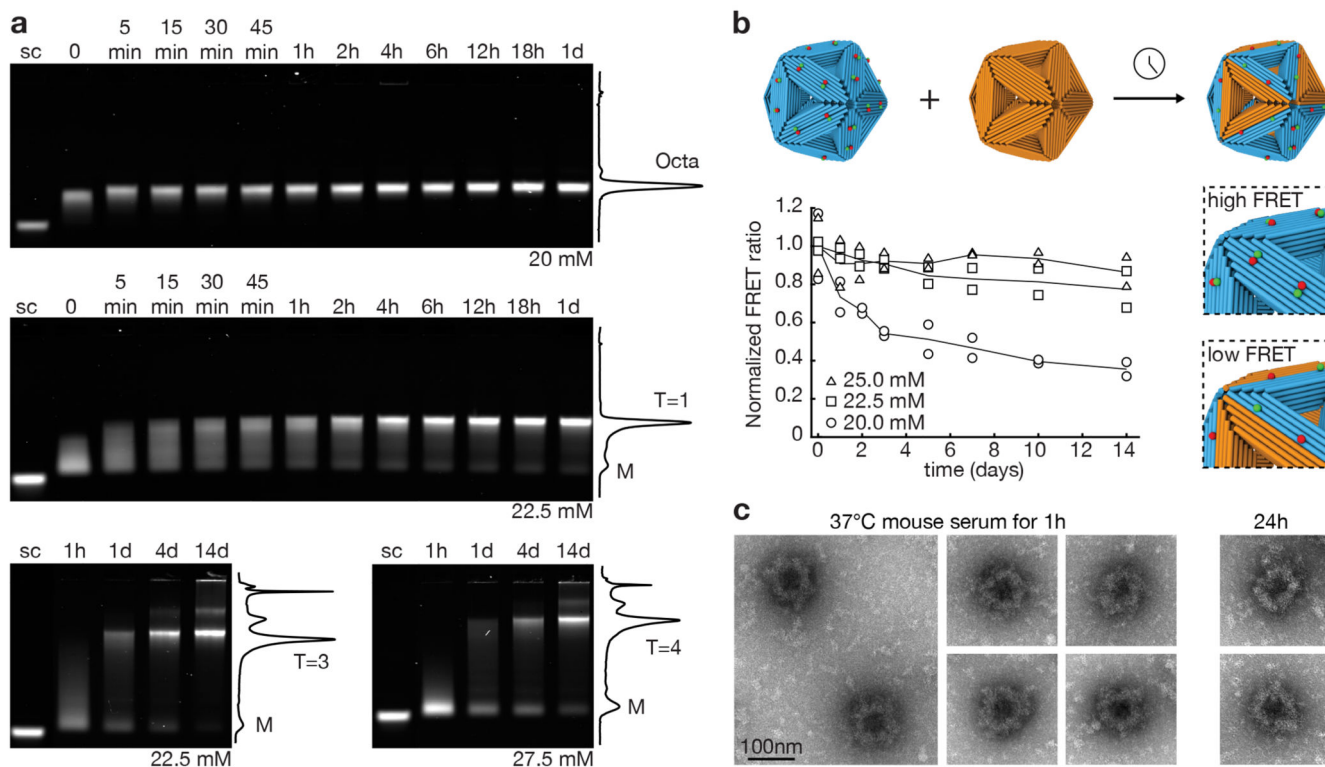 a
5 15 30 45
sc 0 min min min min 1h 2h 4h 6h 12h 18h 1d
Octa
20 mM
5 15 30 45
sc 0 min min min min 1h 2h 4h 6h 12h 18h 1d
T=1
M
22.5 mM
sc 1h 1d 4d 14d
T=3
M
22.5 mM
sc 1h 1d 4d 14d
T=4
M
27.5 mM
b
+
high FRET
low FRET
Normalized FRET ratio
1.2
1.0
0.8
0.6
0.4
0.2
0
25.0 mM
22.5 mM
20.0 mM
0 2 4 6 8 10 12 14
time (days)
c
37°C mouse serum for 1h
24h
100nm